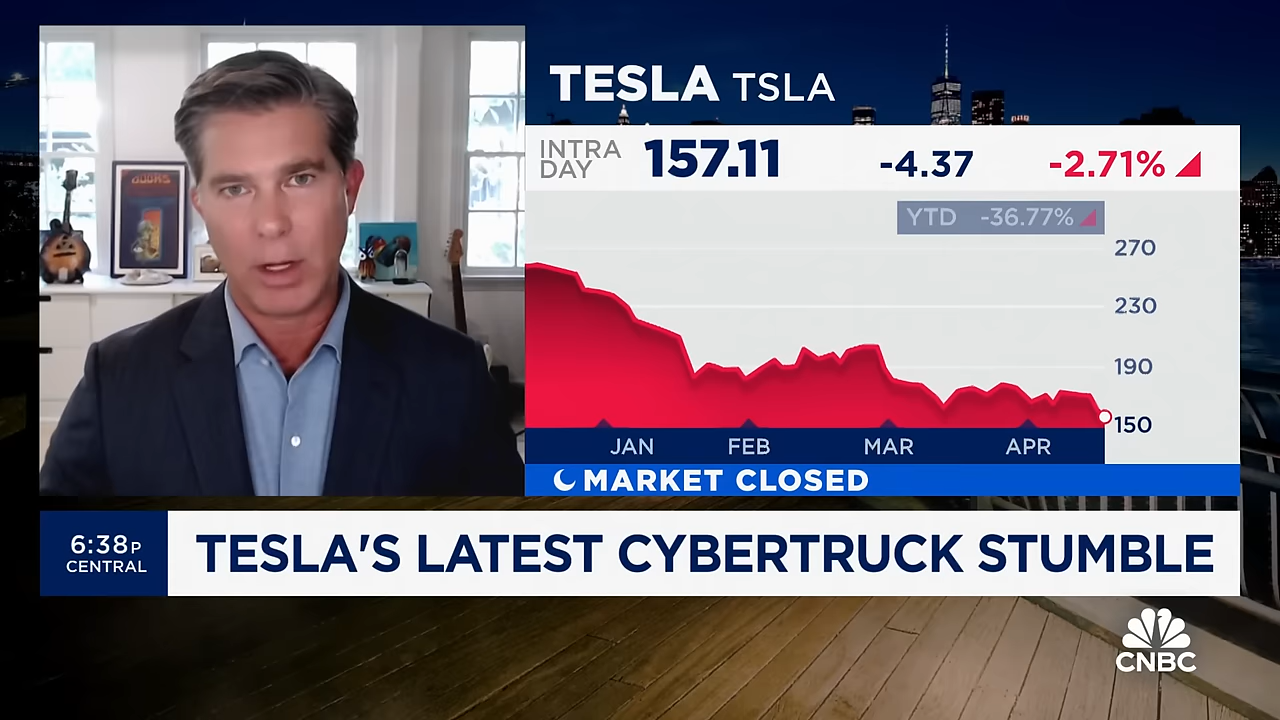 DOORS
TESLA TSLA
INTRA
DAY
157.11
-4.37
-2.71%
YTD -36.77%
270
230
190
150
JAN FEB MAR APR
MARKET CLOSED
6:38P
CENTRAL
TESLA'S LATEST CYBERTRUCK STUMBLE
CNBC